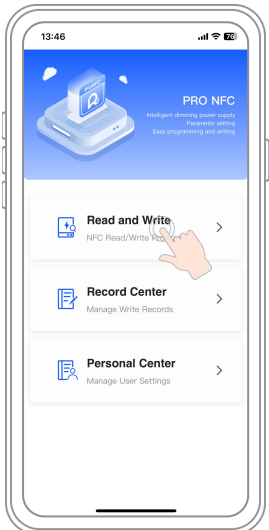 13:46
76
PRO NFC
Intelligent dimming power supply
Parameter setting
Easy programming and writing
Read and Write
NFC Read/Write
Record Center
Manage Write Records
Personal Center
Manage User Settings